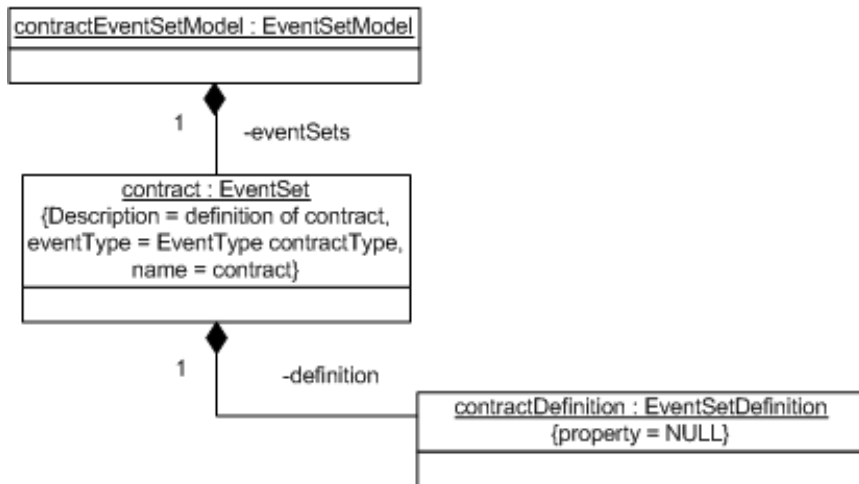 contractEventSetModel : EventSetModel
1
-eventSets
contract : EventSet
{Description = definition of contract,
eventType = EventType contractType,
name = contract}
1
-definition
contractDefinition : EventSetDefinition
{property = NULL}